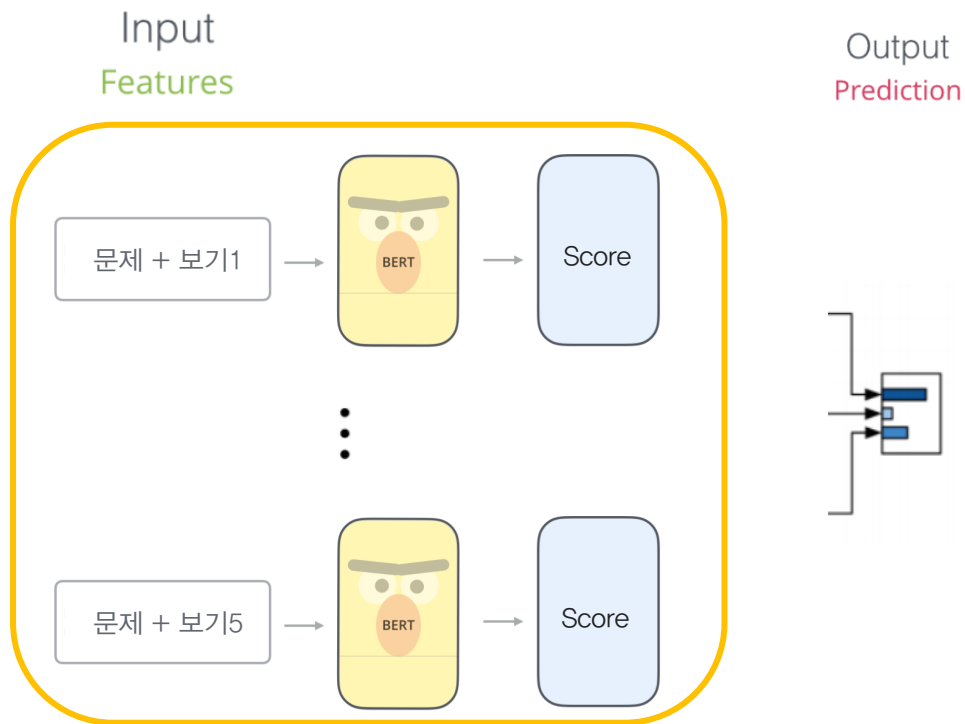 Input
Features
Output
Prediction
문제 + 보기1
BERT
Score
문제 + 보기5
BERT
Score